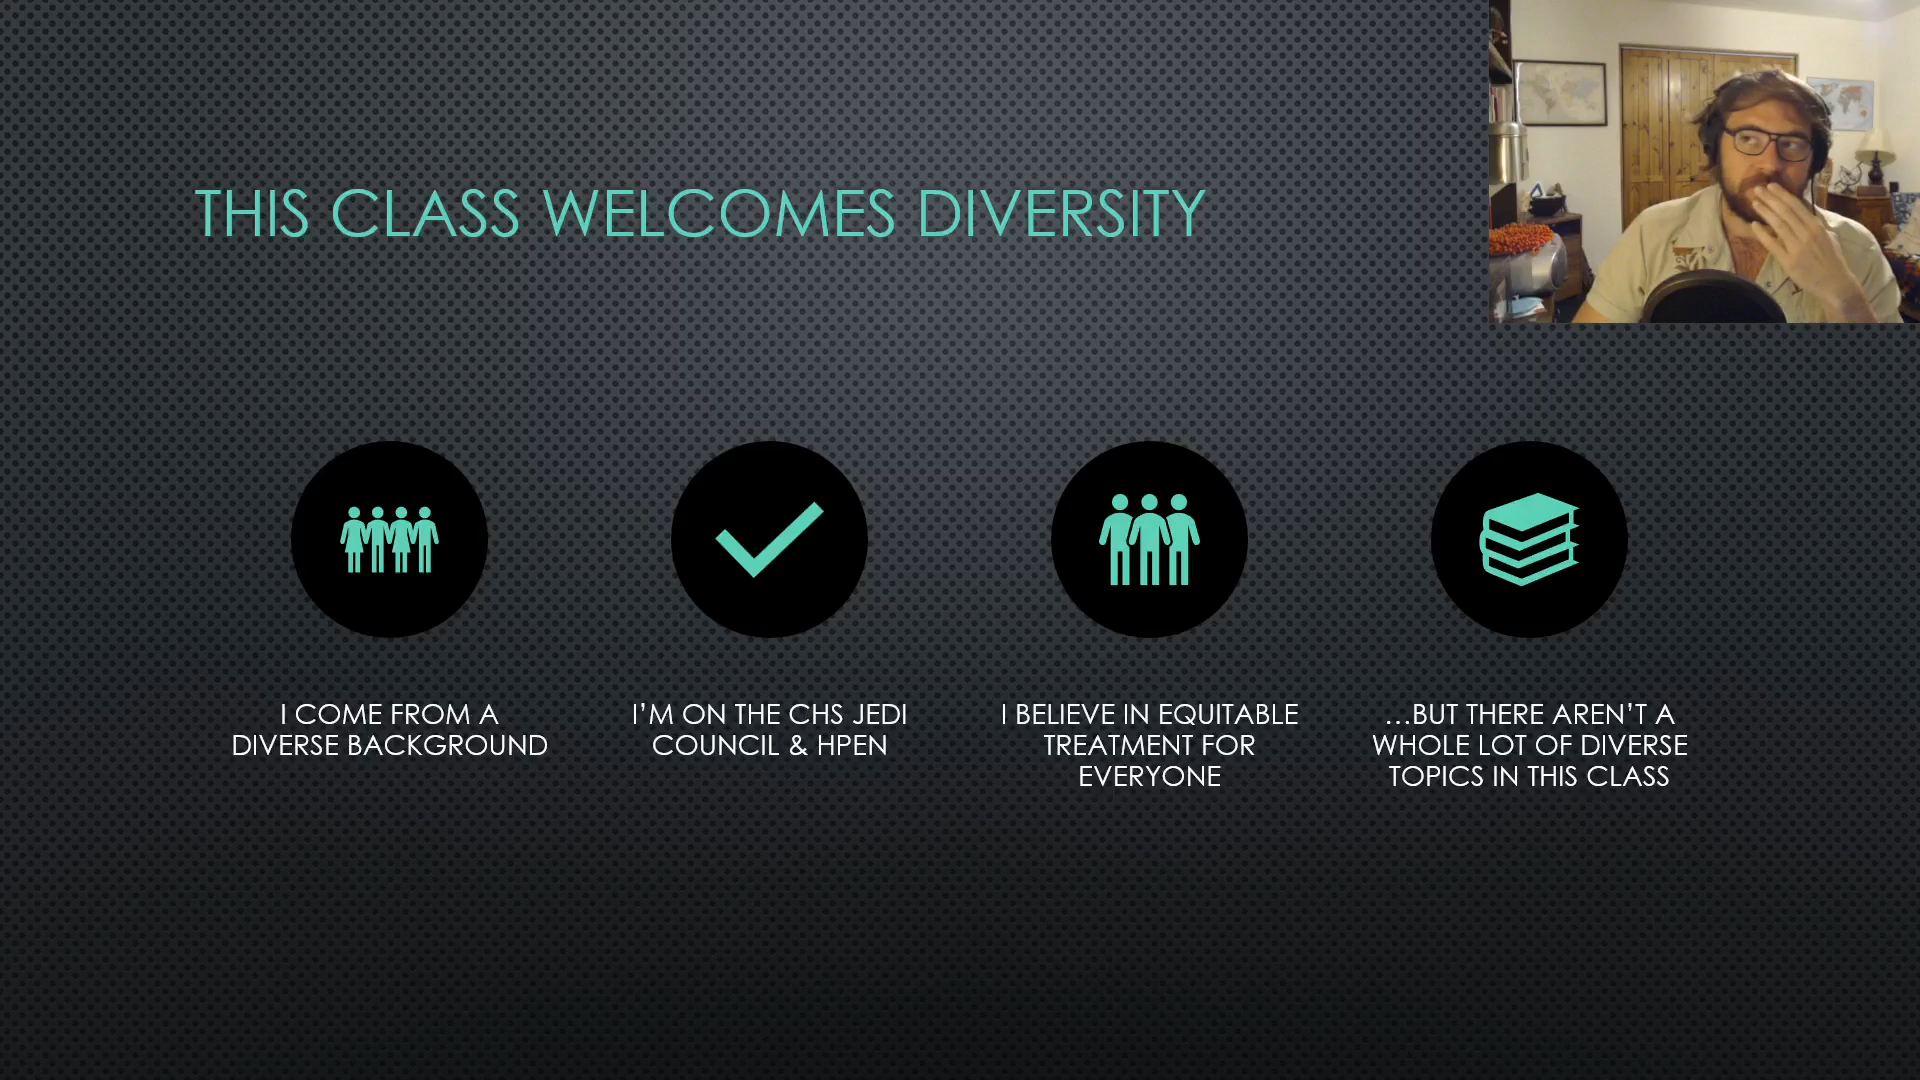 THIS CLASS WELCOMES DIVERSITY
I COME FROM A
DIVERSE BACKGROUND
I’M ON THE CHS JEDI
COUNCIL & HPEN
I BELIEVE IN EQUITABLE
TREATMENT FOR
EVERYONE
…BUT THERE AREN’T A
WHOLE LOT OF DIVERSE
TOPICS IN THIS CLASS